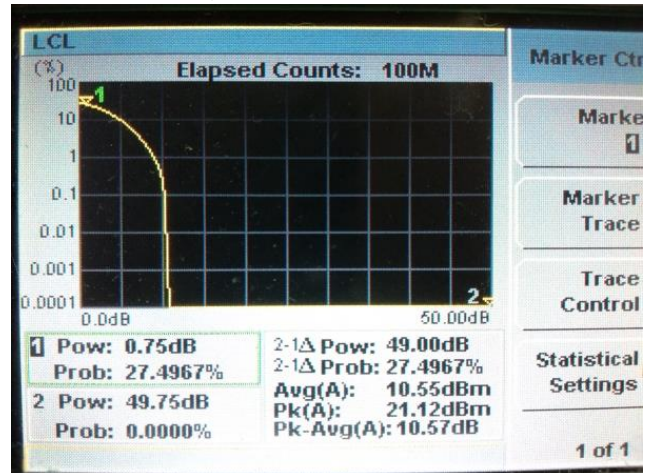 LCL
(%) Elapsed Counts: 100M
100
10
1
0.1
0.01
0.001
0.0001
1
2
0.0dB 50.00dB
1 Pow: 0.75dB
Prob: 27.4967%
2 Pow: 49.75dB
Prob: 0.0000%
2-1Δ Pow: 49.00dB
2-1Δ Prob: 27.4967%
Avg(A): 10.55dBm
Pk(A): 21.12dBm
Pk-Avg(A): 10.57dB
Marker Ctr
Marke
1
Marker
Trace
Trace
Control
Statistical
Settings
1 of 1